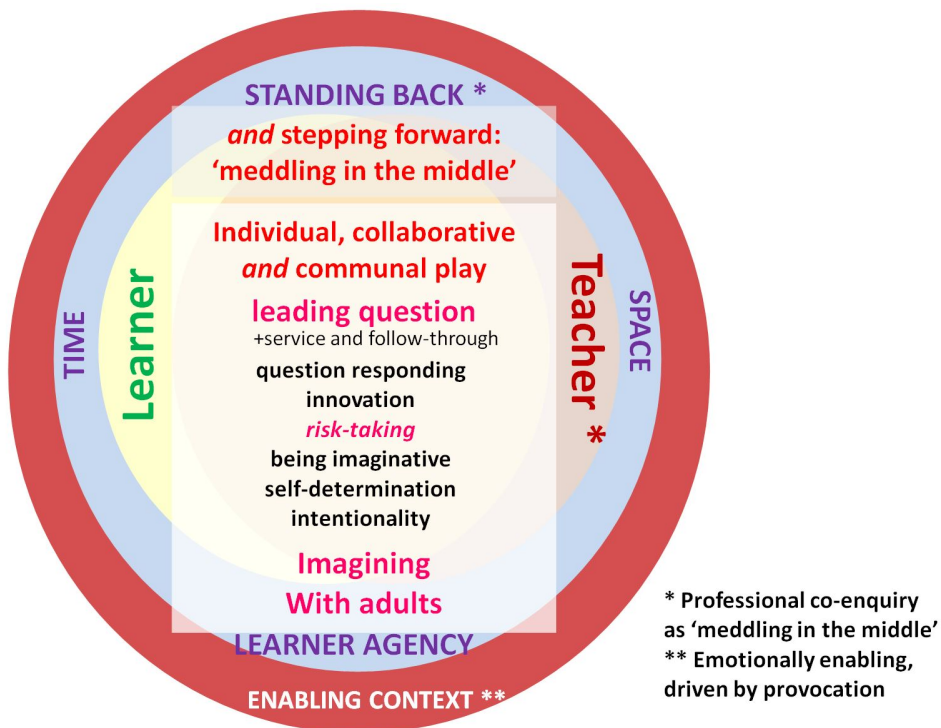 STANDING BACK *
and stepping forward:
‘meddling in the middle’
Individual, collaborative
and communal play
leading question
+service and follow-through
question responding
innovation
risk-taking
being imaginative
self-determination
intentionality
Imagining
With adults
LEARNER AGENCY
ENABLING CONTEXT **
TIME
Learner
Teacher *
SPACE
* Professional co-enquiry
as ‘meddling in the middle’
** Emotionally enabling,
driven by provocation